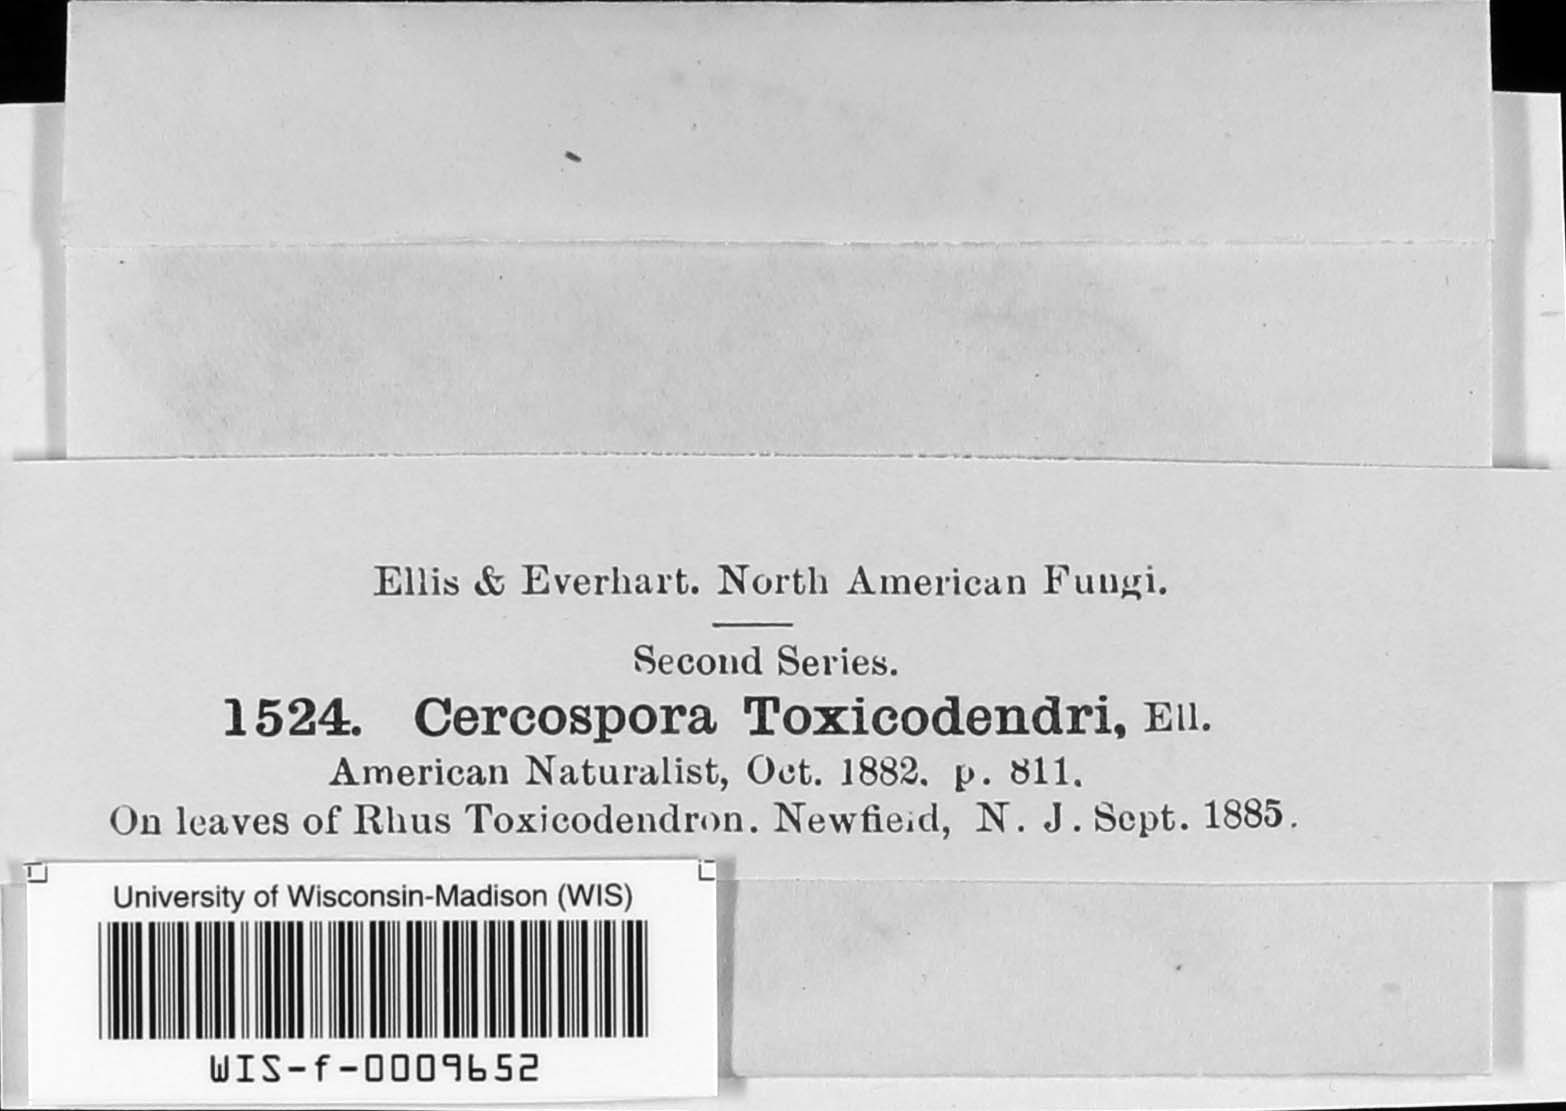 Ellis & Everhart. North American Fungi.
Second Series.
1524. Cercospora Toxicodendri, Ell.
American Naturalist, Oct. 1882. p. 811.
On leaves of Rhus Toxicodendron. Newfield, N. J. Sept. 1885.
University of Wisconsin-Madison (WIS)
WIS-f-0009652